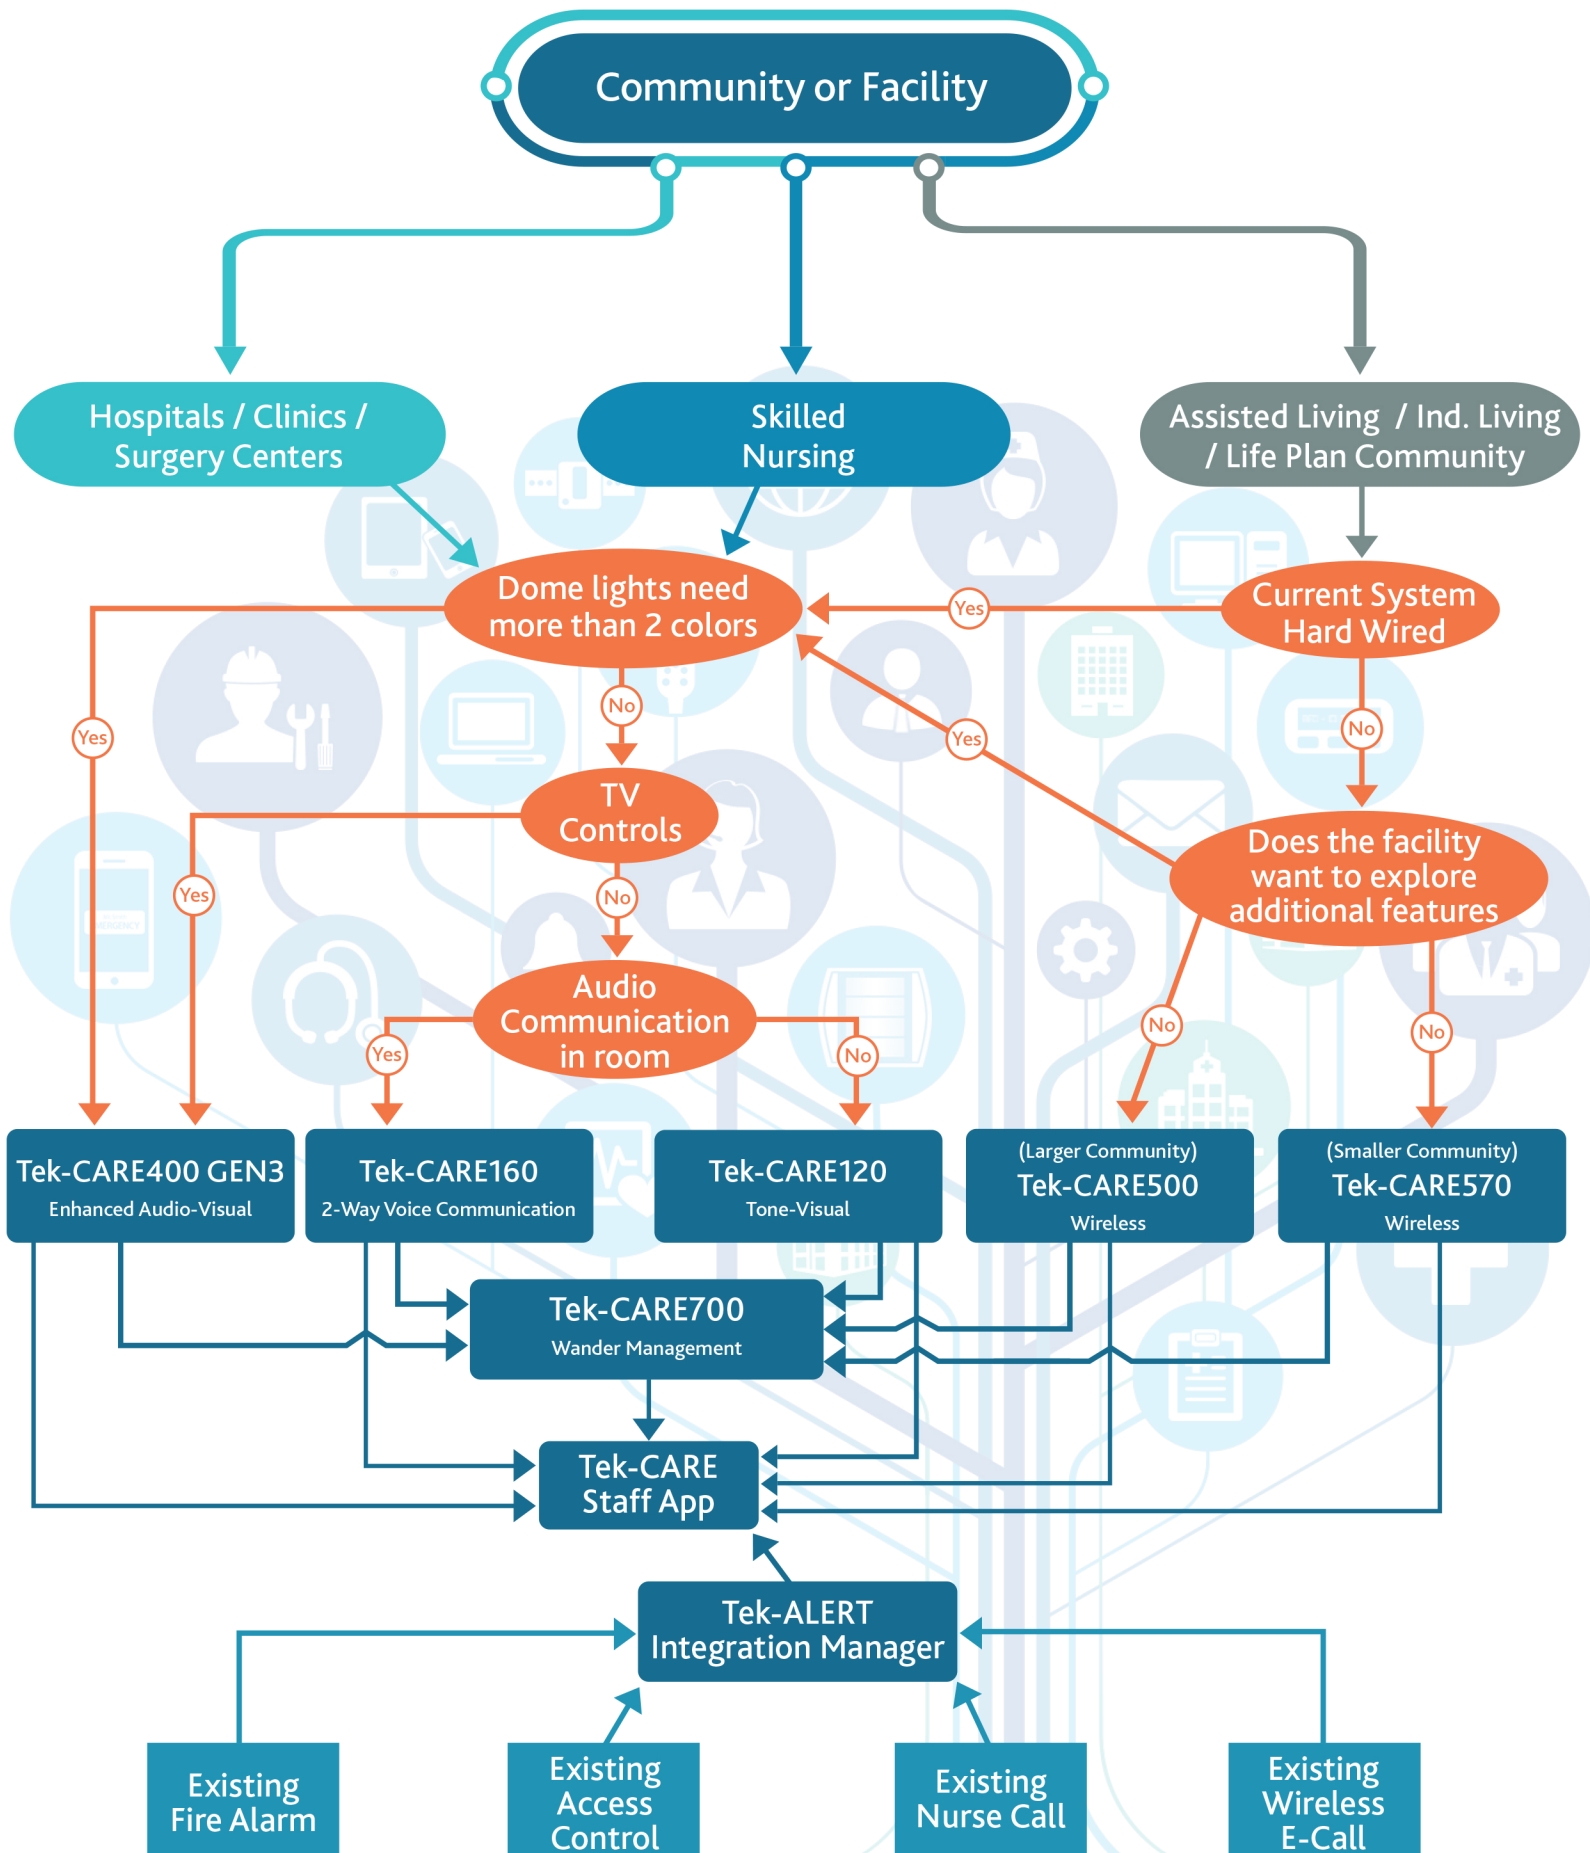 Community or Facility
Hospitals / Clinics /
Surgery Centers
Skilled
Nursing
Assisted Living / Ind. Living
/ Life Plan Community
Dome lights need
more than 2 colors
Yes
Current System
Hard Wired
No
Yes
Yes
No
TV
Controls
Does the facility
want to explore
additional features
Yes
No
Audio
Communication
in room
Yes
No
No
No
Tek-CARE400 GEN3
Enhanced Audio-Visual
Tek-CARE160
2-Way Voice Communication
Tek-CARE120
Tone-Visual
(Larger Community)
Tek-CARE500
Wireless
(Smaller Community)
Tek-CARE570
Wireless
Tek-CARE700
Wander Management
Tek-CARE
Staff App
Tek-ALERT
Integration Manager
Existing
Fire Alarm
Existing
Access
Control
Existing
Nurse Call
Existing
Wireless
E-Call